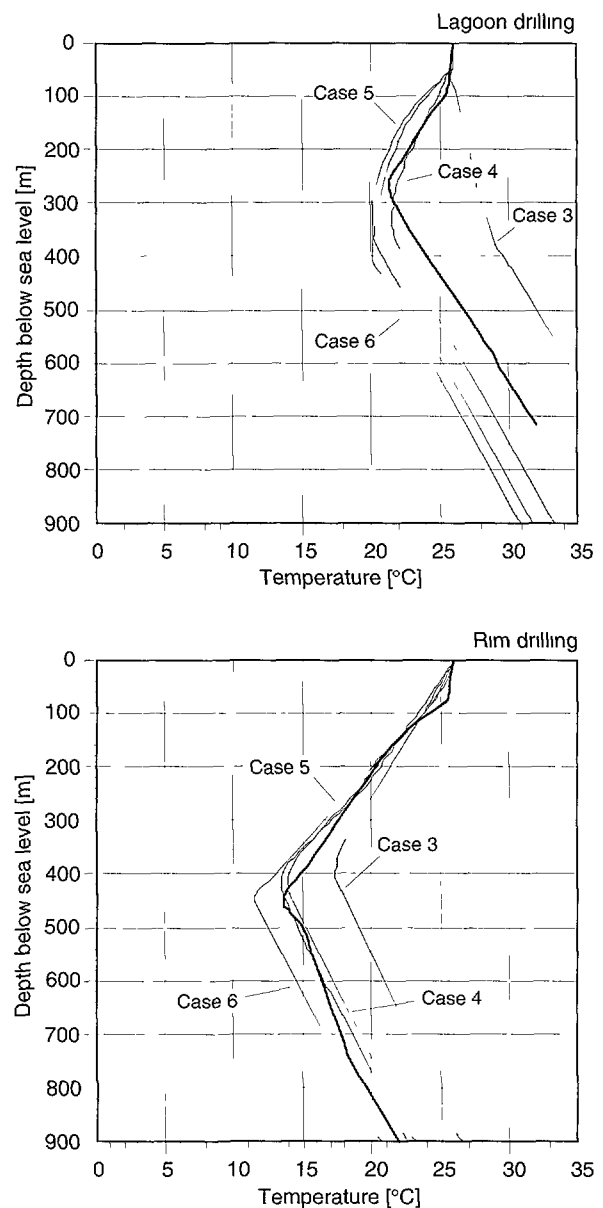 Lagoon drilling
0
100
200
300
400
500
600
700
800
900
Depth below sea level [m]
Case 5
Case 4
Case 3
Case 6
0 5 10 15 20 25 30 35
Temperature [°C]
Rim drilling
0
100
200
300
400
500
600
700
800
900
Depth below sea level [m]
Case 5
Case 3
Case 6
Case 4
0 5 10 15 20 25 30 35
Temperature [°C]